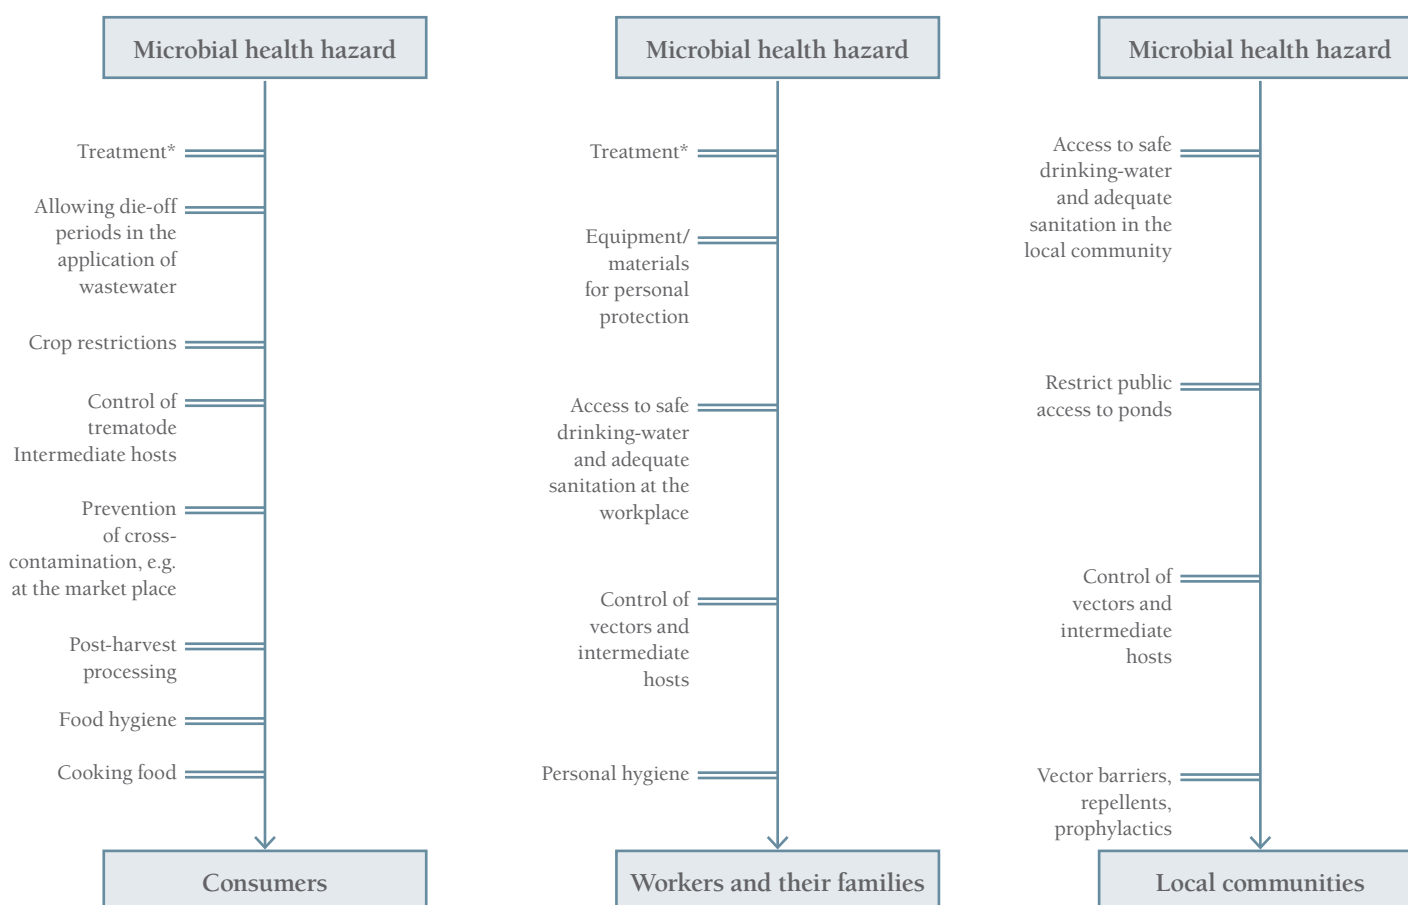 Microbial health hazard
Treatment*
Allowing die-off
periods in the
application of
wastewater
Crop restrictions
Control of
trematode
Intermediate hosts
Prevention
of cross-
contamination, e.g.
at the market place
Post-harvest
processing
Food hygiene
Cooking food
Consumers
Microbial health hazard
Treatment*
Equipment/
materials
for personal
protection
Access to safe
drinking-water
and adequate
sanitation at the
workplace
Control of
vectors and
intermediate
hosts
Personal hygiene
Workers and their families
Microbial health hazard
Access to safe
drinking-water
and adequate
sanitation in the
local community
Restrict public
access to ponds
Control of
vectors and
intermediate
hosts
Vector barriers,
repellents,
prophylactics
Local communities